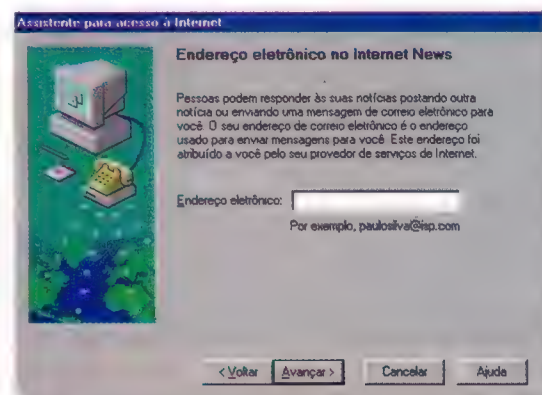 Assistente para acesso à Internet
Endereço eletrônico no Internet News
Pessoas podem responder às suas notícias postando outra
notícia ou enviando uma mensagem de correio eletrônico para
você. O seu endereço de correio eletrônico é o endereço
usado para enviar mensagens para você. Este endereço foi
atribuído a você pelo seu provedor de serviços de Internet.
Endereço eletrônico:
Por exemplo, paulosilva@isp.com
< Voltar
Avançar >
Cancelar
Ajuda